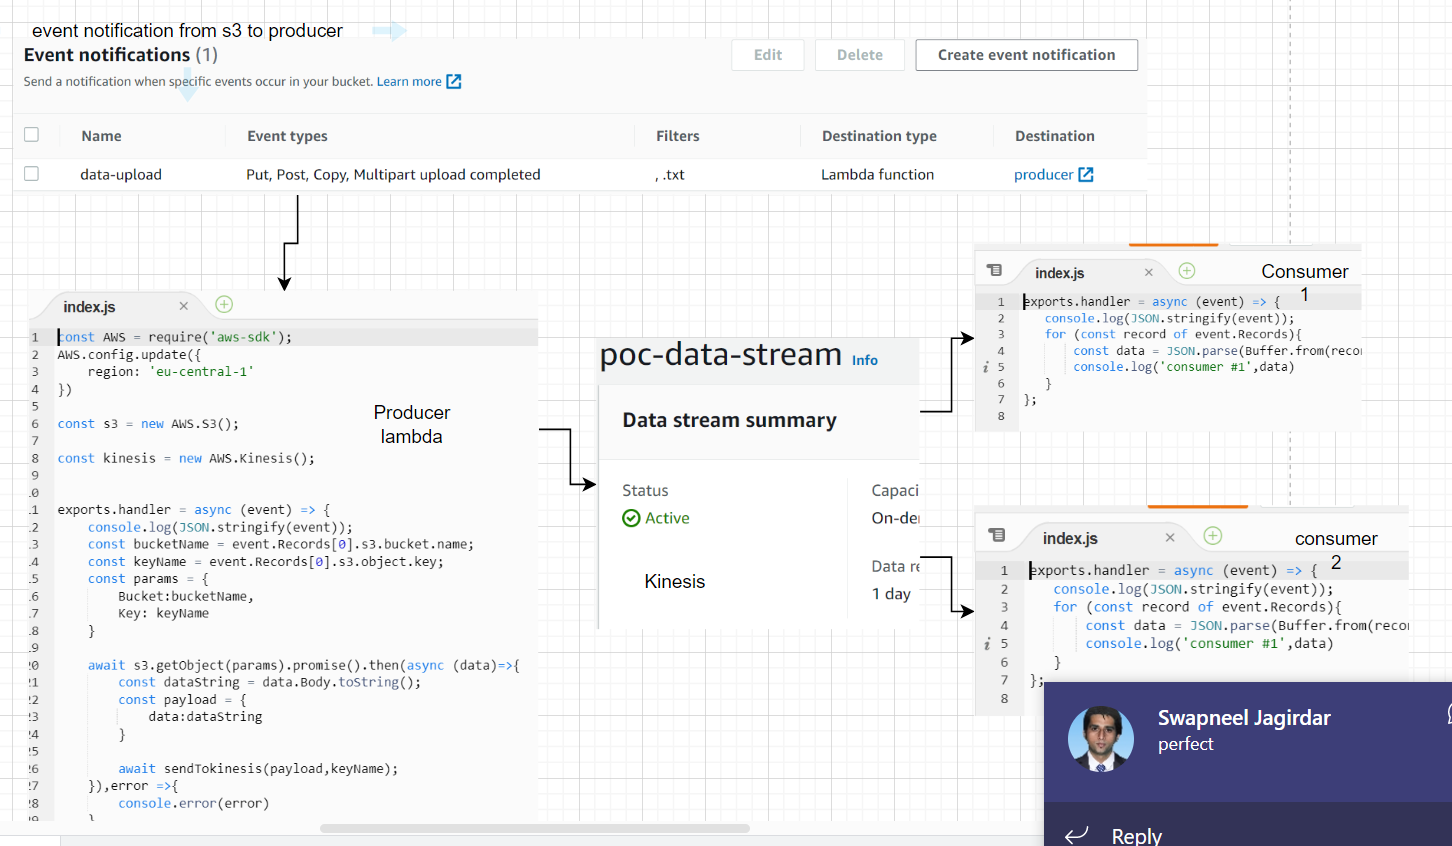 event notification from s3 to producer
Event notifications (1)
Edit
Delete
Create event notification
Send a notification when specific events occur in your bucket. Learn more
Name
Event types
Filters
Destination type
Destination
data-upload
Put, Post, Copy, Multipart upload completed
, .txt
Lambda function
producer
index.js
1 const AWS = require('aws-sdk');
2 AWS.config.update({
3 region: 'eu-central-1'
4 })
5
6 const s3 = new AWS.S3();
7
8 const kinesis = new AWS.Kinesis();
9
.0
.1 exports.handler = async (event) => {
.2 console.log(JSON.stringify(event));
.3 const bucketName = event.Records[0].s3.bucket.name;
.4 const keyName = event.Records[0].s3.object.key;
.5 const params = {
.6 Bucket:bucketName,
.7 Key: keyName
.8 }
.9
20 await s3.getObject(params).promise().then(async (data)=>{
21 const dataString = data.Body.toString();
22 const payload = {
23 data:dataString
24 }
25
26 await sendTokinesis(payload,keyName);
27 }),error =>{
28 console.error(error)
29 }
Producer
lambda
poc-data-stream Info
Data stream summary
Status
Active
Capaci
On-de
Data re
1 day
Kinesis
index.js
Consumer
1
1 exports.handler = async (event) => {
2 console.log(JSON.stringify(event));
3 for (const record of event.Records){
4 const data = JSON.parse(Buffer.from(reco
5 console.log('consumer #1',data)
6 }
7 };
8
index.js
consumer
2
1 exports.handler = async (event) => {
2 console.log(JSON.stringify(event));
3 for (const record of event.Records){
4 const data = JSON.parse(Buffer.from(reco
5 console.log('consumer #1',data)
6 }
7 };
8
Swapneel Jagirdar
perfect
Reply